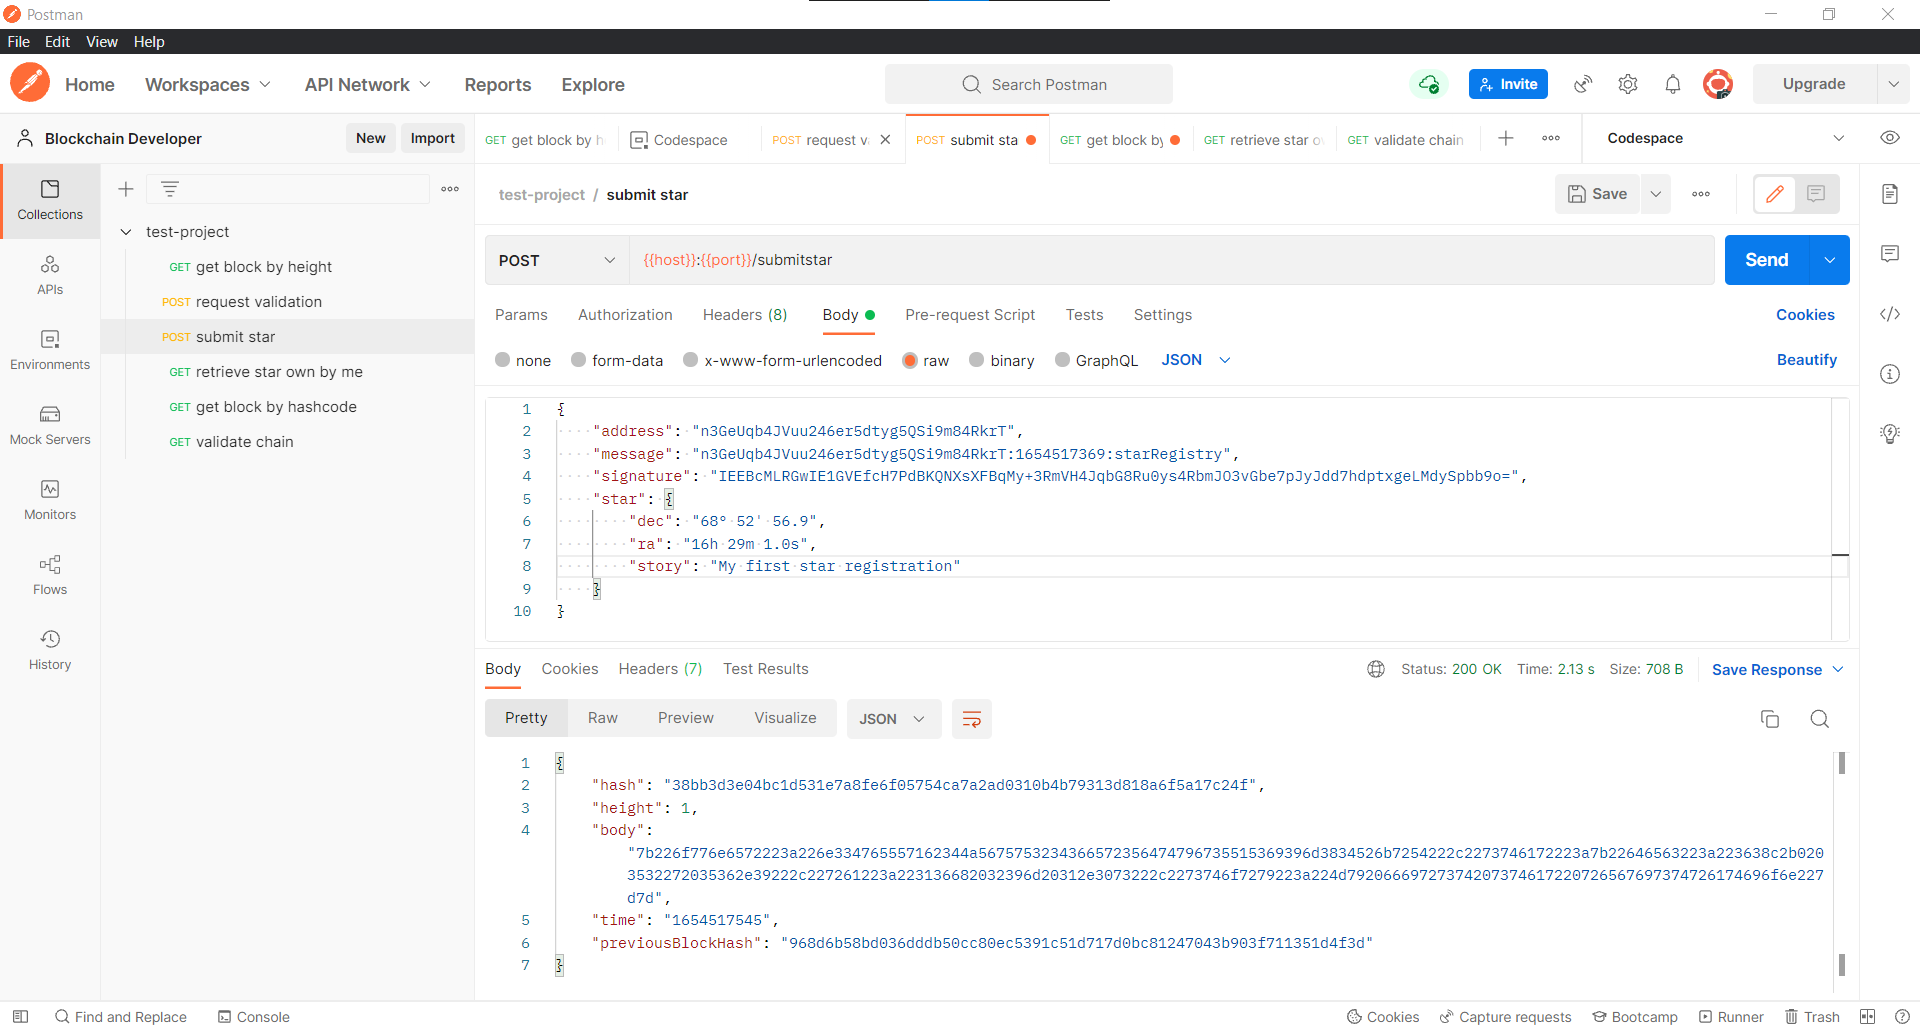 Postman
File Edit View Help
Home Workspaces API Network Reports Explore Search Postman Invite Upgrade
Blockchain Developer New Import
GET get block by h Codespace POST request v POST submit sta GET get block by GET retrieve star o GET validate chain Codespace
Collections
APIs
Environments
Mock Servers
Monitors
Flows
History
test-project
GET get block by height
POST request validation
POST submit star
GET retrieve star own by me
GET get block by hashcode
GET validate chain
test-project / submit star Save
POST {{host}}:{{port}}/submitstar Send
Params Authorization Headers (8) Body Pre-request Script Tests Settings Cookies
none form-data x-www-form-urlencoded raw binary GraphQL JSON Beautify
1 {
2 "address": "n3GeUqb4JVuu246er5dtyg5QSi9m84RkrT",
3 "message": "n3GeUqb4JVuu246er5dtyg5QSi9m84RkrT:1654517369:starRegistry",
4 "signature": "IEEBcMLRGwIE1GVEfcH7PdBKQNXsXFBqMy+3RmVH4JqbG8Ru0ys4RbmJO3vGbe7pJyJdd7hdptxgeLMdySpbb9o=",
5 "star": {
6 "dec": "68° 52' 56.9",
7 "ra": "16h 29m 1.0s",
8 "story": "My first star registration"
9 }
10 }
Body Cookies Headers (7) Test Results Status: 200 OK Time: 2.13 s Size: 708 B Save Response
Pretty Raw Preview Visualize JSON
1 {
2 "hash": "38bb3d3e04bc1d531e7a8fe6f05754ca7a2ad0310b4b79313d818a6f5a17c24f",
3 "height": 1,
4 "body":
"7b226f776e6572223a226e334765557162344a5675753234366572356474796735515369396d3834526b7254222c2273746172223a7b22646563223a223638c2b020
3532272035362e39222c227261223a223136682032396d20312e3073222c2273746f7279223a224d792066697273742073746172207265676973747261746 96f6e227
d7d",
5 "time": "1654517545",
6 "previousBlockHash": "968d6b58bd036dddb50cc80ec5391c51d717d0bc81247043b903f711351d4f3d"
7 }
Find and Replace Console Cookies Capture requests Bootcamp Runner Trash